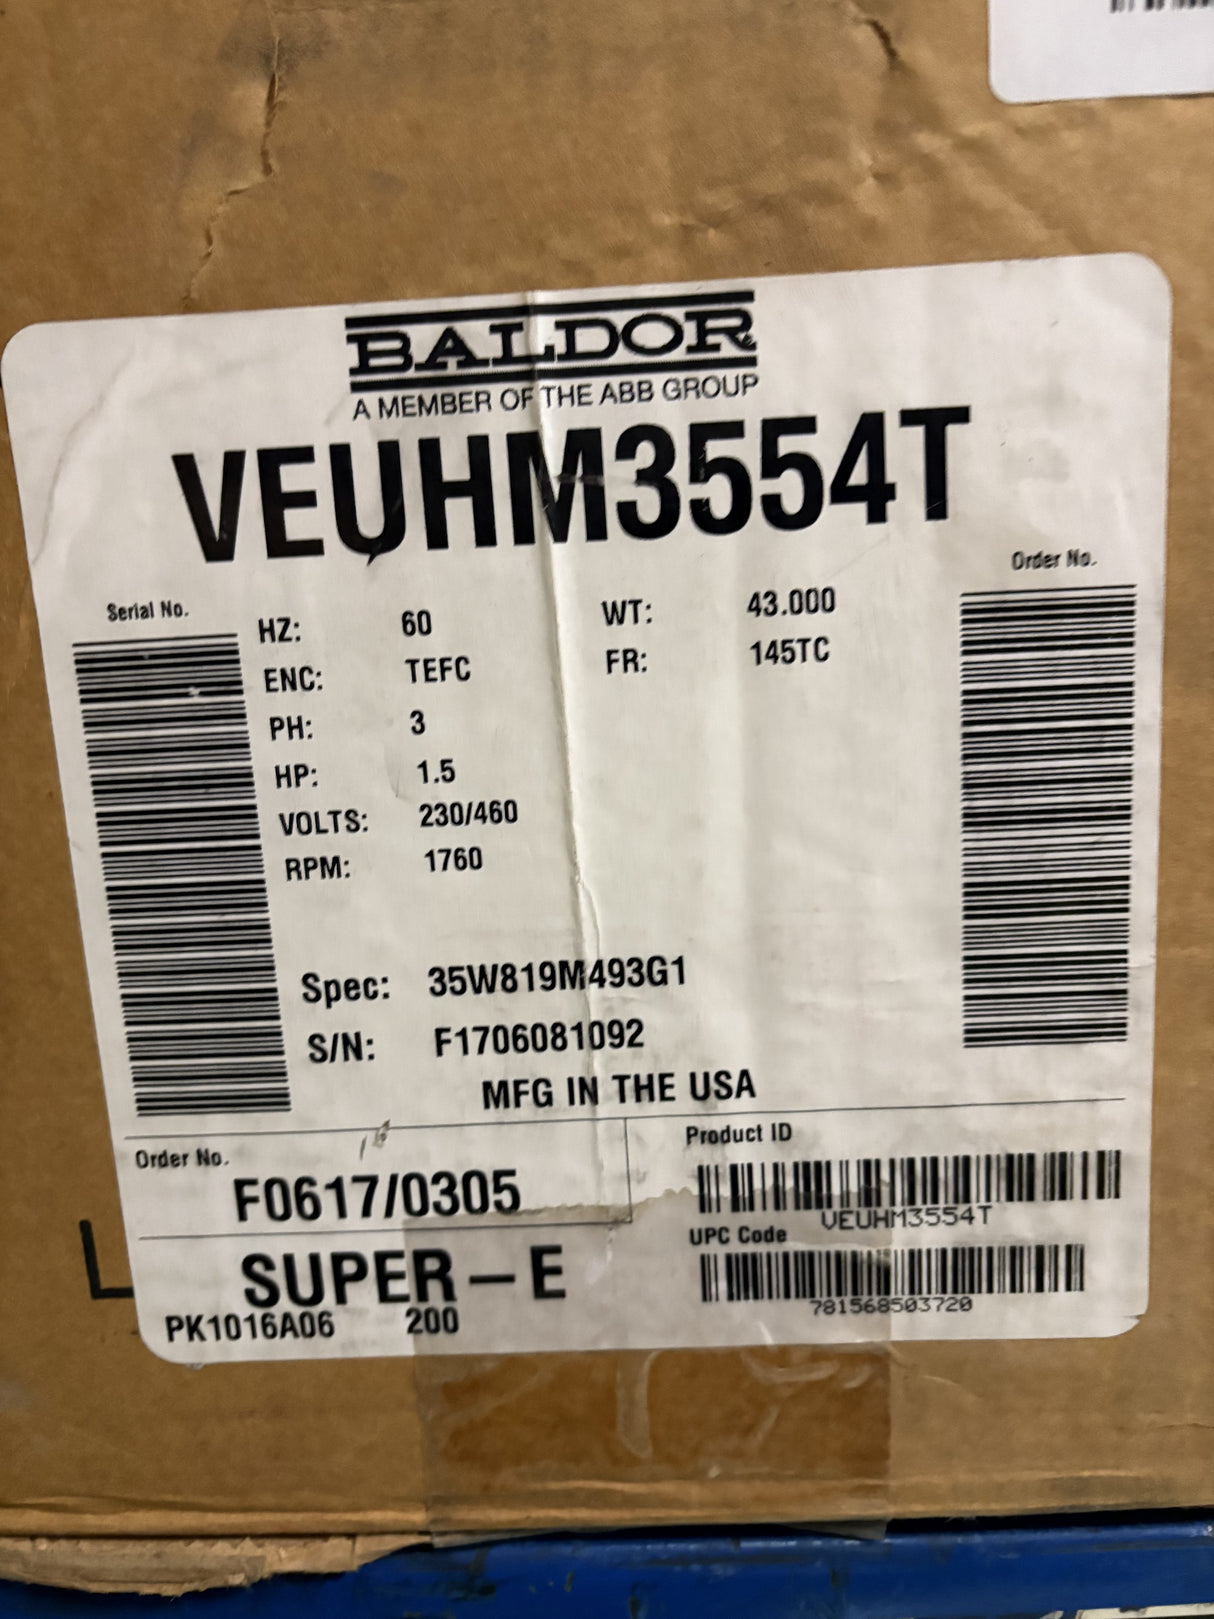 BALDOR
A MEMBER OF THE ABB GROUP
VEUHM3554T
Serial No.
Order No.
HZ: 60 WT: 43.000
ENC: TEFC FR: 145TC
PH: 3
HP: 1.5
VOLTS: 230/460
RPM: 1760
Spec: 35W819M493G1
S/N: F1706081092
MFG IN THE USA
Order No.
F0617/0305
Product ID
VEUHM3554T
UPC Code
781568503720
SUPER-E
PK1016A06 200
L